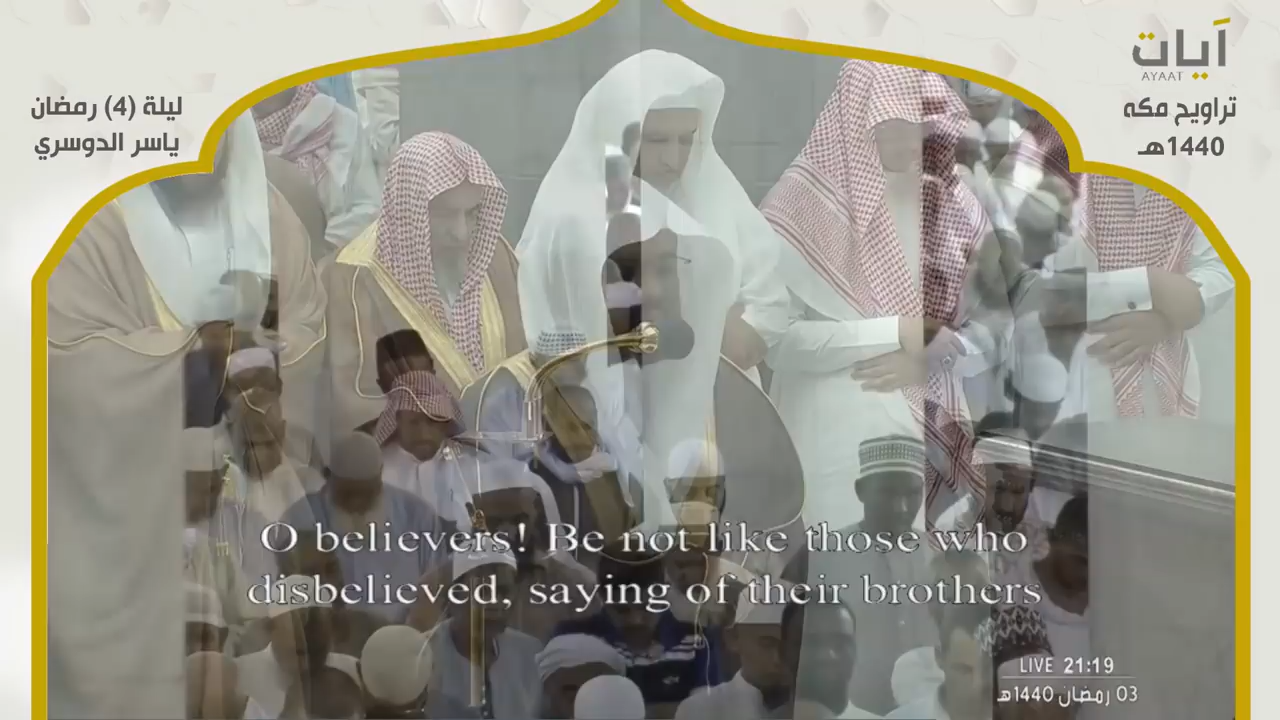 آيات
AYAAT
تراويح مكه
1440هـ
ليلة (4) رمضان
ياسر الدوسري
O believers! Be not like those who
disbelieved, saying of their brothers
LIVE 21:19
03 رمضان 1440هـ